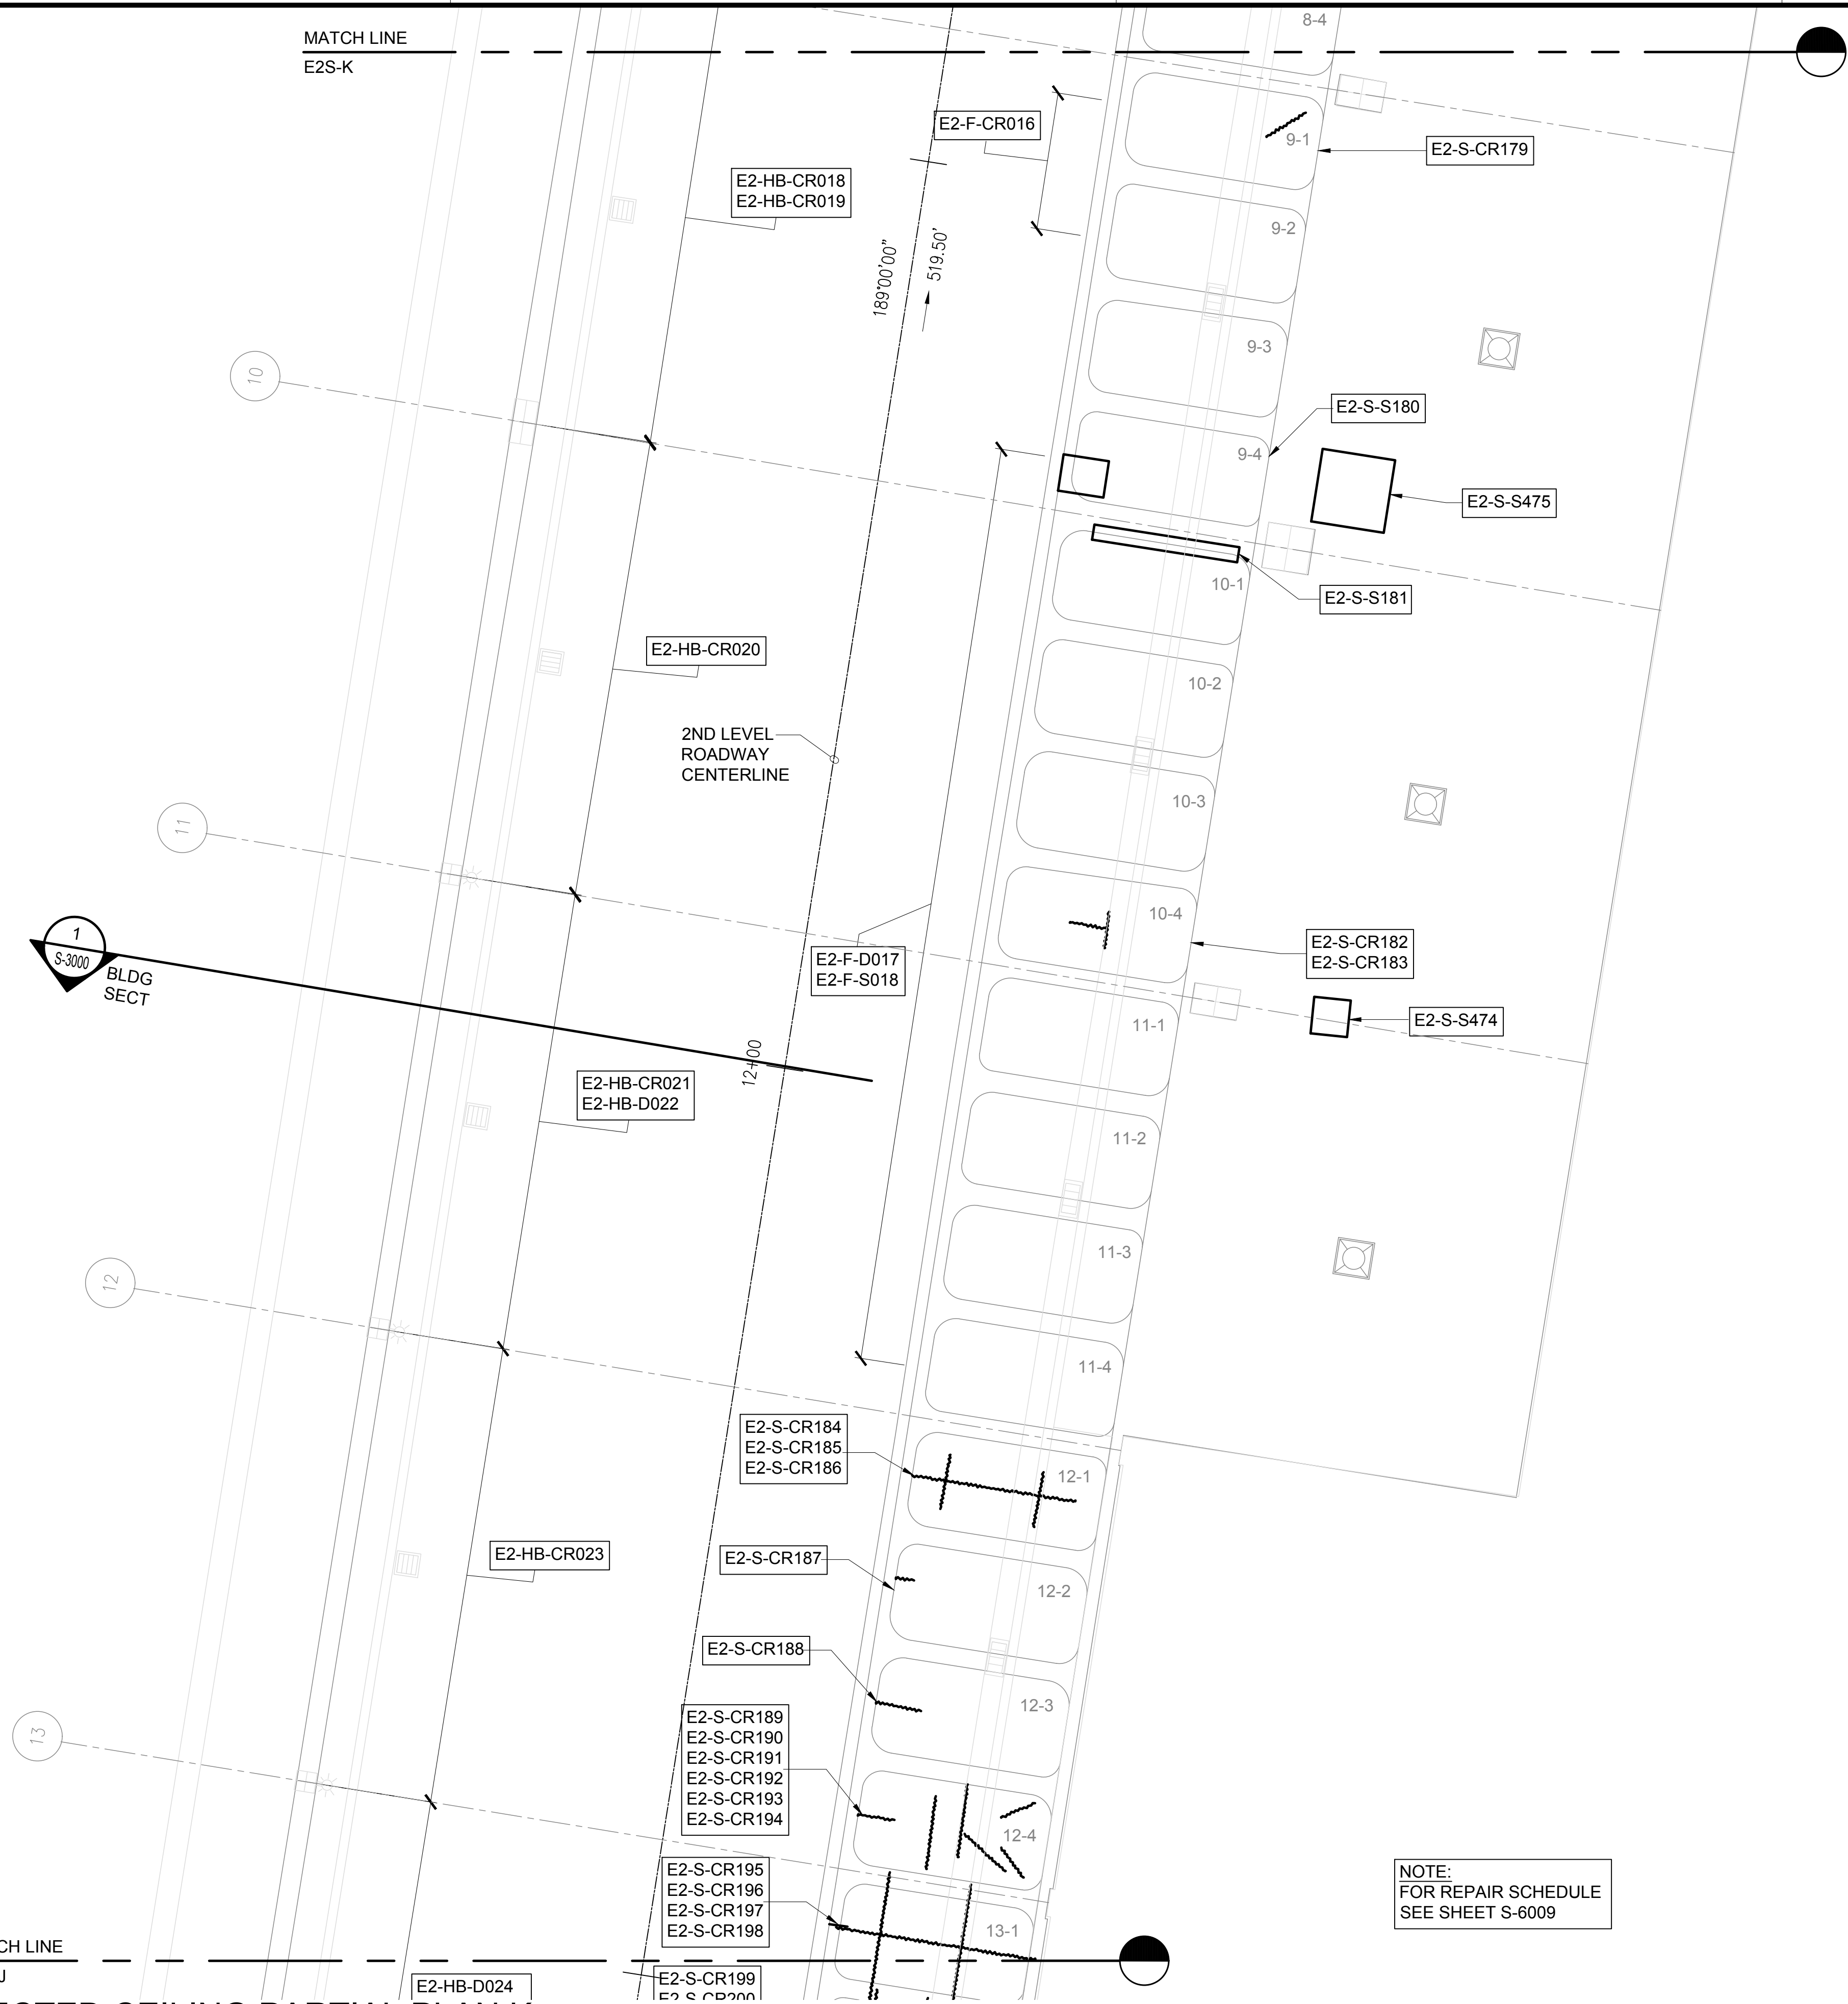 MATCH LINE
E2S-K
8-4
E2-F-CR016
9-1
E2-S-CR179
E2-HB-CR018
E2-HB-CR019
9-2
189°00'00"
519.50'
9-3
10
E2-S-S180
9-4
E2-S-S475
10-1
E2-S-S181
E2-HB-CR020
10-2
2ND LEVEL
ROADWAY
CENTERLINE
10-3
11
10-4
1
S-3000
BLDG
SECT
E2-F-D017
E2-F-S018
E2-S-CR182
E2-S-CR183
11-1
E2-S-S474
12+00
E2-HB-CR021
E2-HB-D022
11-2
11-3
12
11-4
E2-S-CR184
E2-S-CR185
E2-S-CR186
12-1
E2-HB-CR023
E2-S-CR187
12-2
E2-S-CR188
12-3
13
E2-S-CR189
E2-S-CR190
E2-S-CR191
E2-S-CR192
E2-S-CR193
E2-S-CR194
12-4
E2-S-CR195
E2-S-CR196
E2-S-CR197
E2-S-CR198
13-1
NOTE:
FOR REPAIR SCHEDULE
SEE SHEET S-6009
CH LINE
J
E2-HB-D024
E2-S-CR199
E2-S-CR200